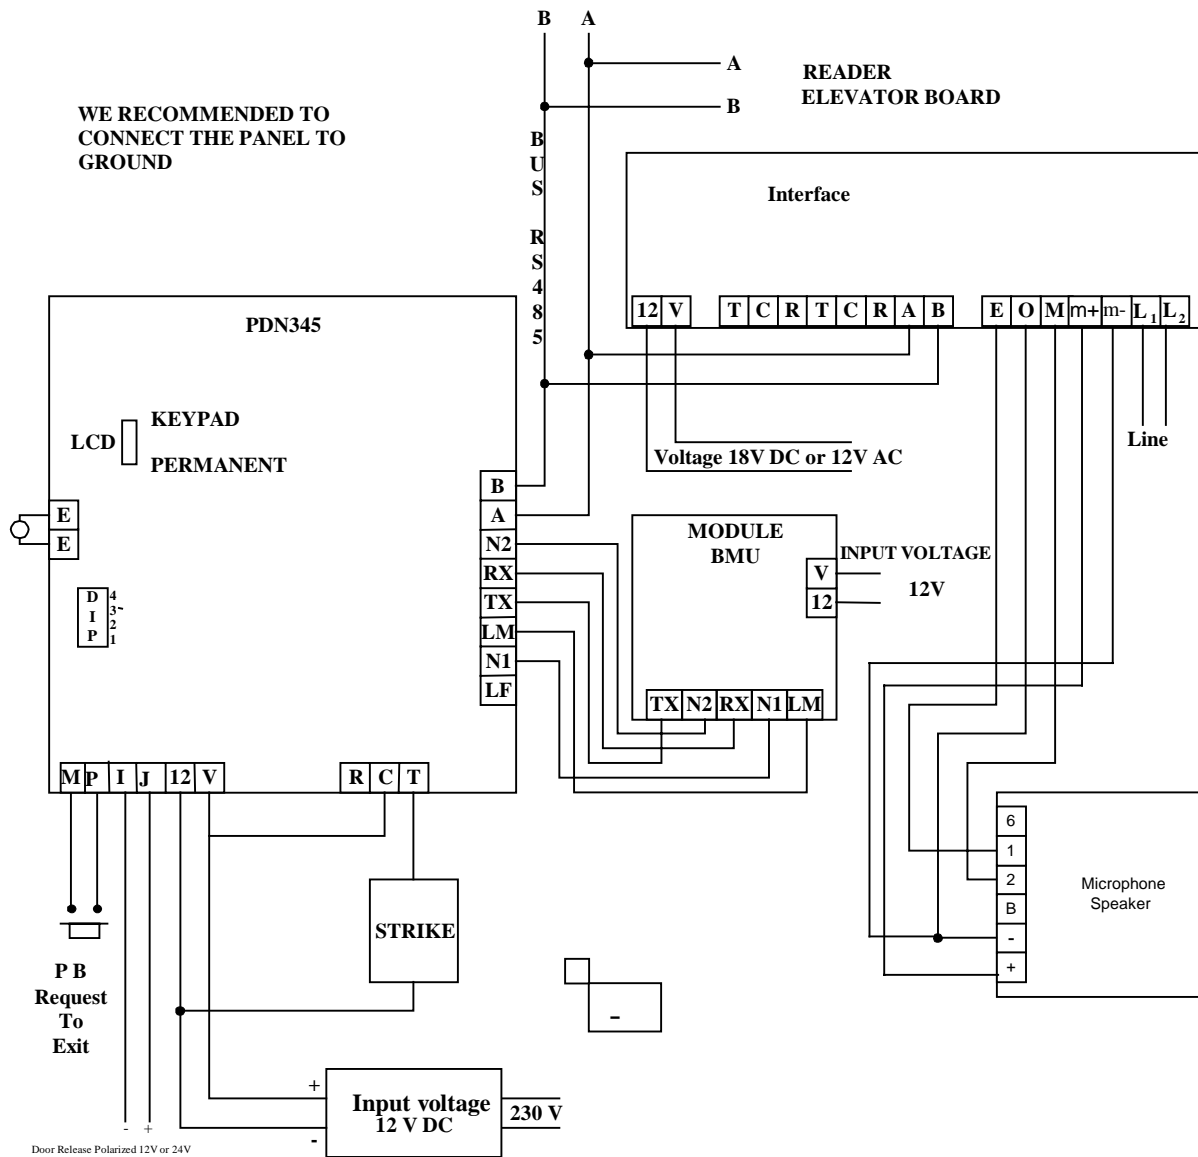 B A
A
B
READER
ELEVATOR BOARD
WE RECOMMENDED TO
CONNECT THE PANEL TO
GROUND
B
U
S
R
S
4
8
5
Interface
12 V T C R T C R A B E O M m+ m- L1 L2
PDN345
KEYPAD
LCD
PERMANENT
Line
Voltage 18V DC or 12V AC
B
A
N2
RX
TX
LM
N1
LF
E
E
D
I
P
4
3-
2
1
MODULE
BMU
INPUT VOLTAGE
V
12V
12
TX N2 RX N1 LM
M P I J 12 V R C T
6
1
2
B
-
+
Microphone
Speaker
STRIKE
P B
Request
To
Exit
-
+
Input voltage
12 V DC
-
230 V
- +
Door Release Polarized 12V or 24V